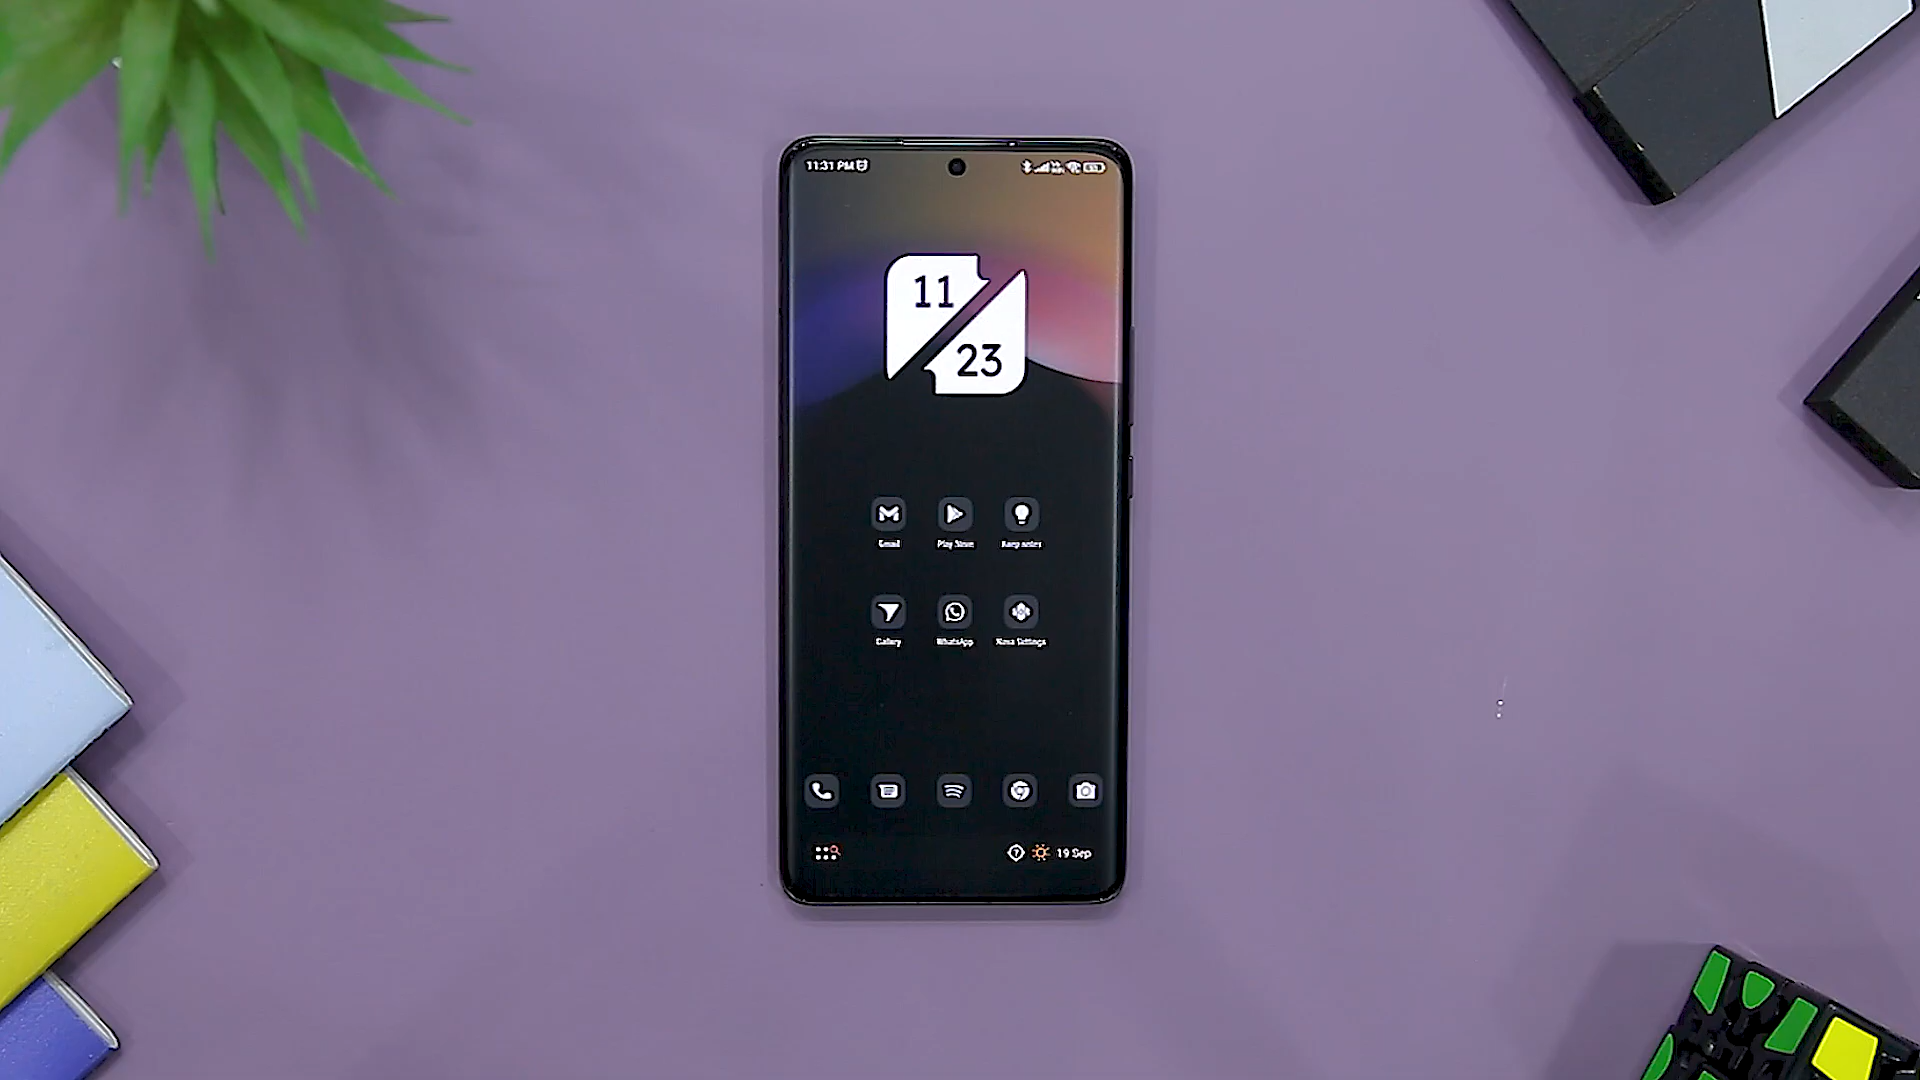 11:31 PM
11
23
Gmail
Play Store
Keep notes
Gallery
WhatsApp
Nova Settings
19 Sep